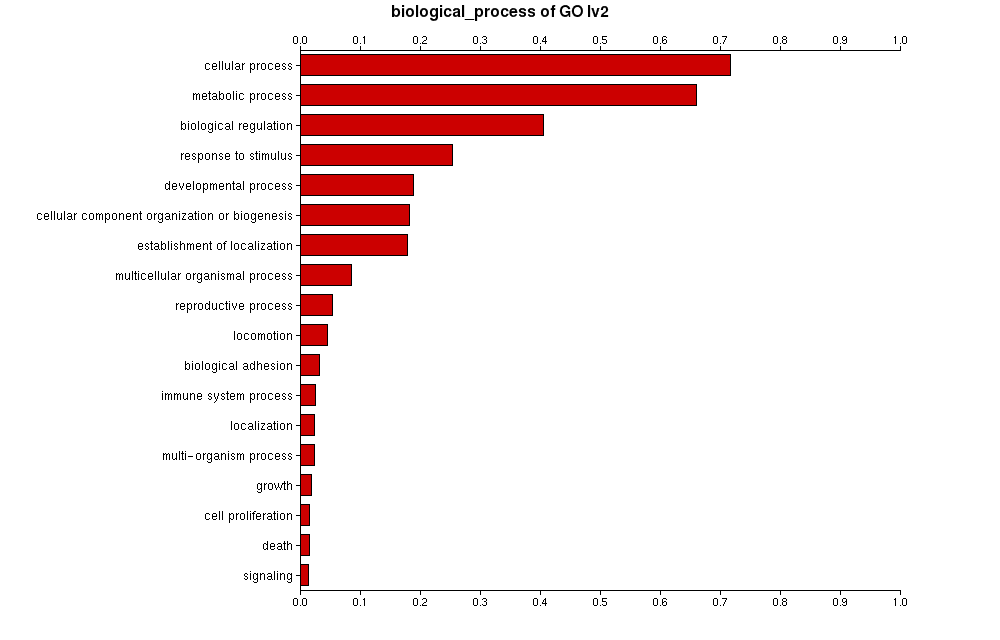 biological_process of GO lv2
0.0 0.1 0.2 0.3 0.4 0.5 0.6 0.7 0.8 0.9 1.0
cellular process
metabolic process
biological regulation
response to stimulus
developmental process
cellular component organization or biogenesis
establishment of localization
multicellular organismal process
reproductive process
locomotion
biological adhesion
immune system process
localization
multi-organism process
growth
cell proliferation
death
signaling
0.0 0.1 0.2 0.3 0.4 0.5 0.6 0.7 0.8 0.9 1.0